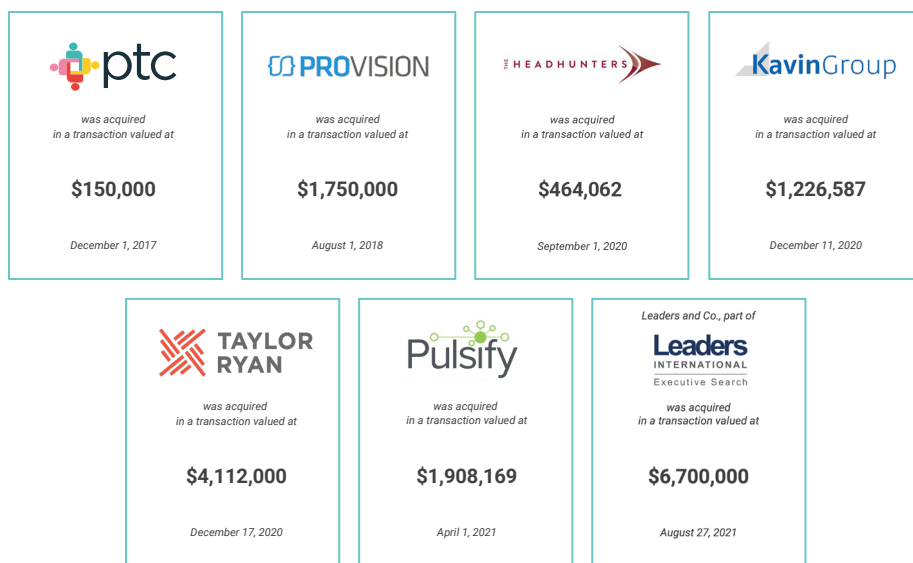 ptc
was acquired
in a transaction valued at
$150,000
December 1, 2017
PROVISION
was acquired
in a transaction valued at
$1,750,000
August 1, 2018
THE HEADHUNTERS
was acquired
in a transaction valued at
$464,062
September 1, 2020
KavinGroup
was acquired
in a transaction valued at
$1,226,587
December 11, 2020
TAYLOR
RYAN
was acquired
in a transaction valued at
$4,112,000
December 17, 2020
Pulsify
was acquired
in a transaction valued at
$1,908,169
April 1, 2021
Leaders and Co., part of
Leaders
INTERNATIONAL
Executive Search
was acquired
in a transaction valued at
$6,700,000
August 27, 2021